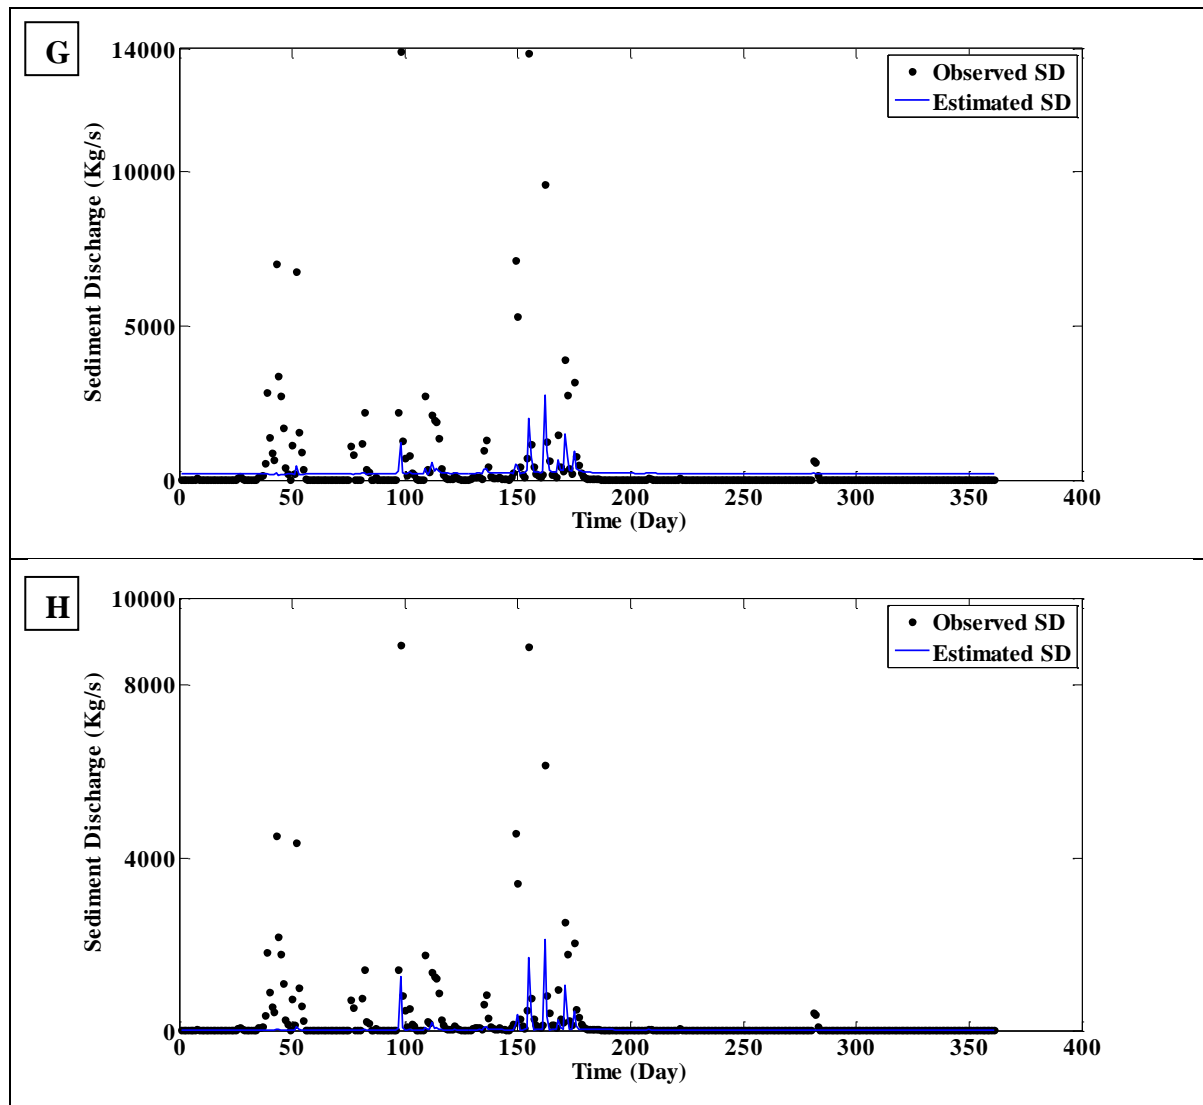 G
14000
10000
5000
0
0 50 100 150 200 250 300 350 400
Time (Day)
Sediment Discharge (Kg/s)
Observed SD
Estimated SD
H
10000
8000
4000
0
0 50 100 150 200 250 300 350 400
Time (Day)
Sediment Discharge (Kg/s)
Observed SD
Estimated SD